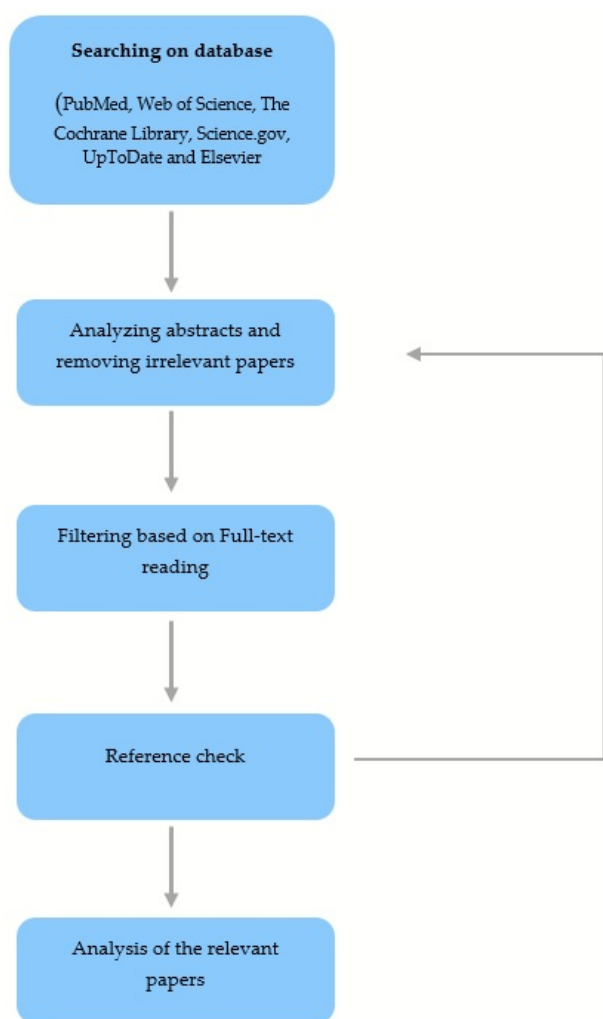 Searching on database
(PubMed, Web of Science, The
Cochrane Library, Science.gov,
UpToDate and Elsevier
Analyzing abstracts and
removing irrelevant papers
Filtering based on Full-text
reading
Reference check
Analysis of the relevant
papers